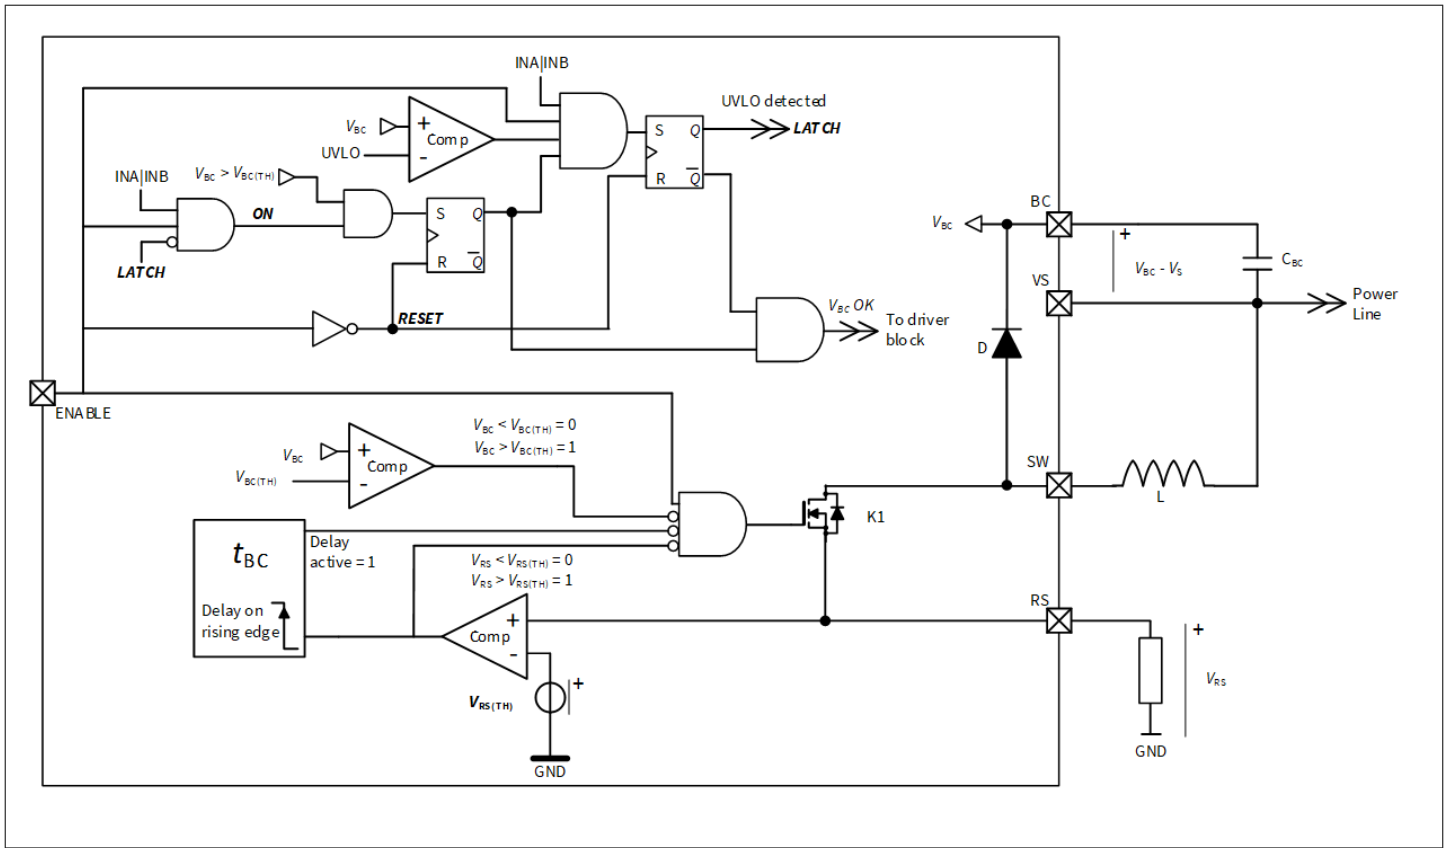 INA|INB
UVLO detected
LATCH
V_BC
+
Comp
UVLO
-
S
Q
R
Q̅
INA|INB
V_BC > V_BC(TH)
ON
LATCH
S
Q
R
Q̅
RESET
V_BC OK
To driver
block
ENABLE
BC
V_BC
+
V_BC - V_S
C_BC
VS
Power
Line
D
SW
L
V_BC < V_BC(TH) = 0
V_BC > V_BC(TH) = 1
V_BC
+
Comp
V_BC(TH)
-
K1
t_BC
Delay
active = 1
Delay on
rising edge
V_RS < V_RS(TH) = 0
V_RS > V_RS(TH) = 1
+
Comp
-
V_RS(TH)
+
GND
RS
+
V_RS
GND